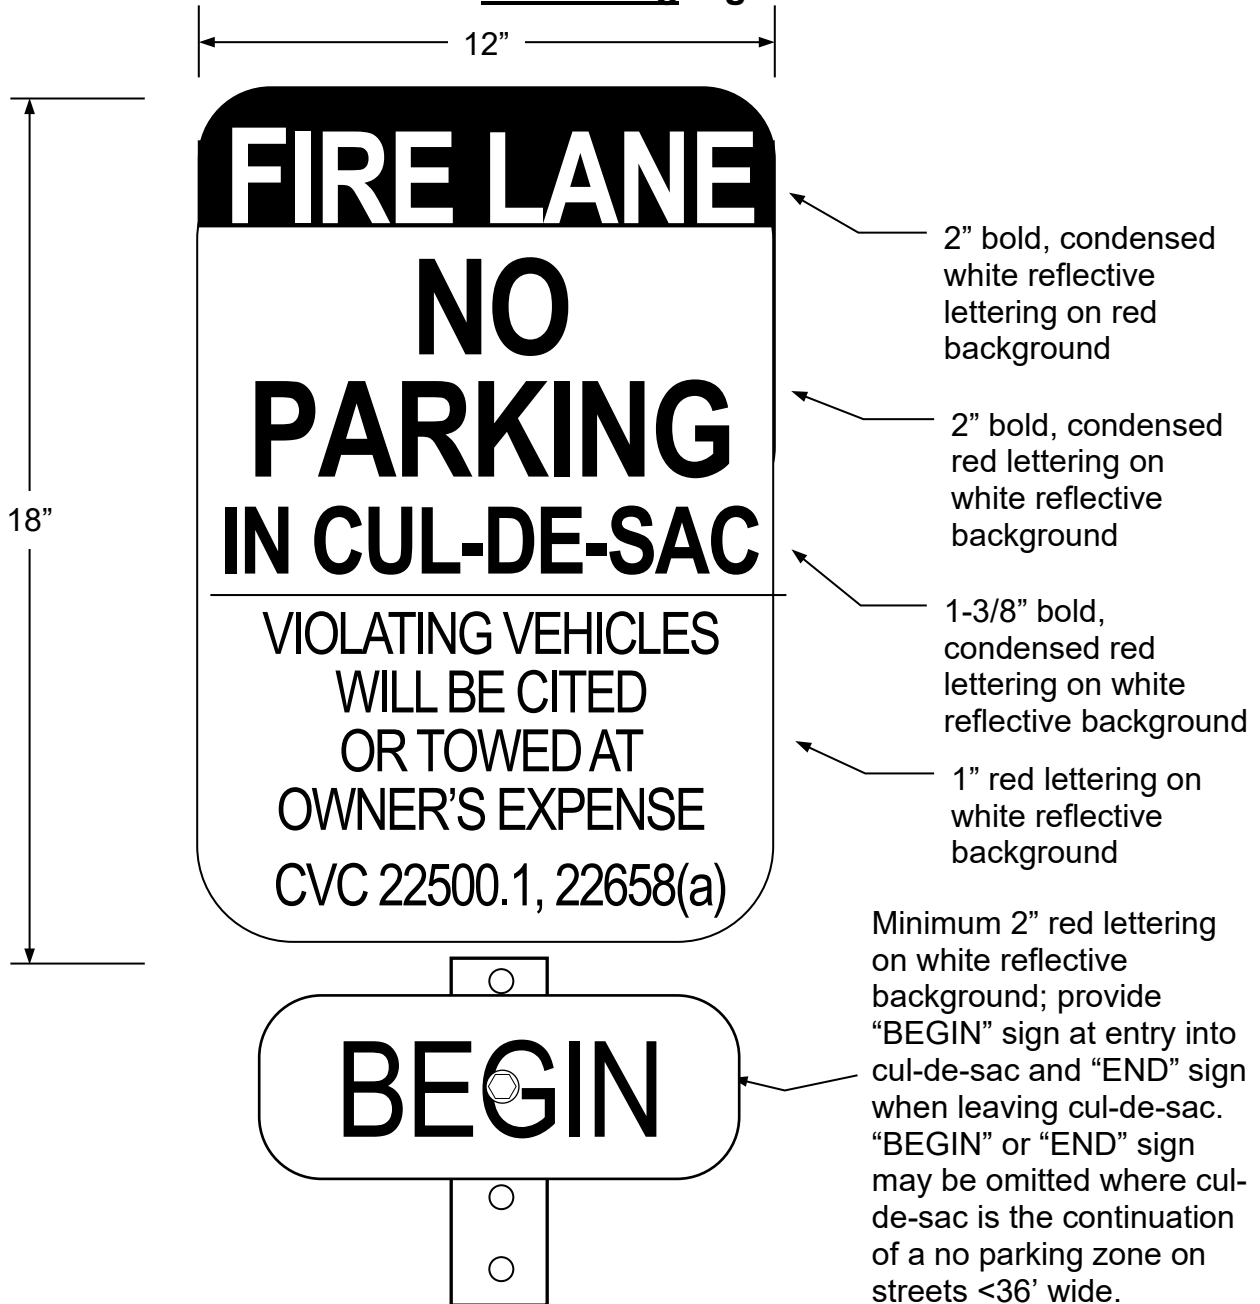 12”
FIRE LANE
NO
PARKING
IN CUL-DE-SAC
VIOLATING VEHICLES
WILL BE CITED
OR TOWED AT
OWNER’S EXPENSE
CVC 22500.1, 22658(a)
BEGIN
18”
2” bold, condensed
white reflective
lettering on red
background
2” bold, condensed
red lettering on
white reflective
background
1-3/8” bold,
condensed red
lettering on white
reflective background
1” red lettering on
white reflective
background
Minimum 2” red lettering
on white reflective
background; provide
“BEGIN” sign at entry into
cul-de-sac and “END” sign
when leaving cul-de-sac.
“BEGIN” or “END” sign
may be omitted where cul-
de-sac is the continuation
of a no parking zone on
streets <36’ wide.